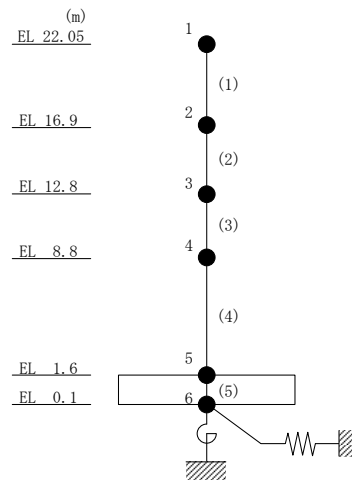 (m)
1
EL 22.05
(1)
2
EL 16.9
(2)
3
EL 12.8
(3)
4
EL 8.8
(4)
5
EL 1.6
(5)
6
EL 0.1